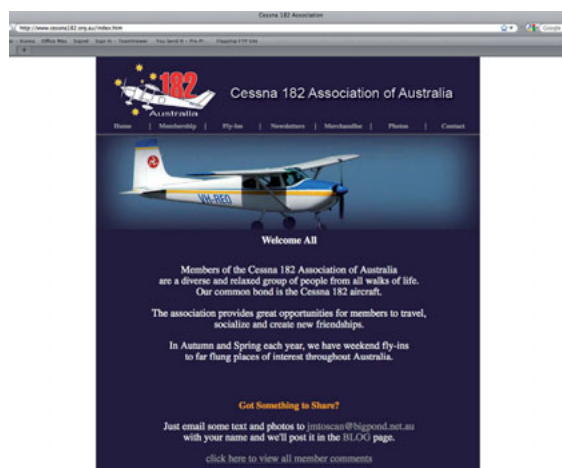 Cessna 182 Association
http://www.cessna182.org.au/index.htm
Google
182
Australia
Cessna 182 Association of Australia
Home | Membership | Fly-ins | Newsletters | Merchandise | Photos | Contact
VH-REO
Welcome All
Members of the Cessna 182 Association of Australia
are a diverse and relaxed group of people from all walks of life.
Our common bond is the Cessna 182 aircraft.
The association provides great opportunities for members to travel,
socialize and create new friendships.
In Autumn and Spring each year, we have weekend fly-ins
to far flung places of interest throughout Australia.
Got Something to Share?
Just email some text and photos to jmtoscan@bigpond.net.au
with your name and we'll post it in the BLOG page.
click here to view all member comments